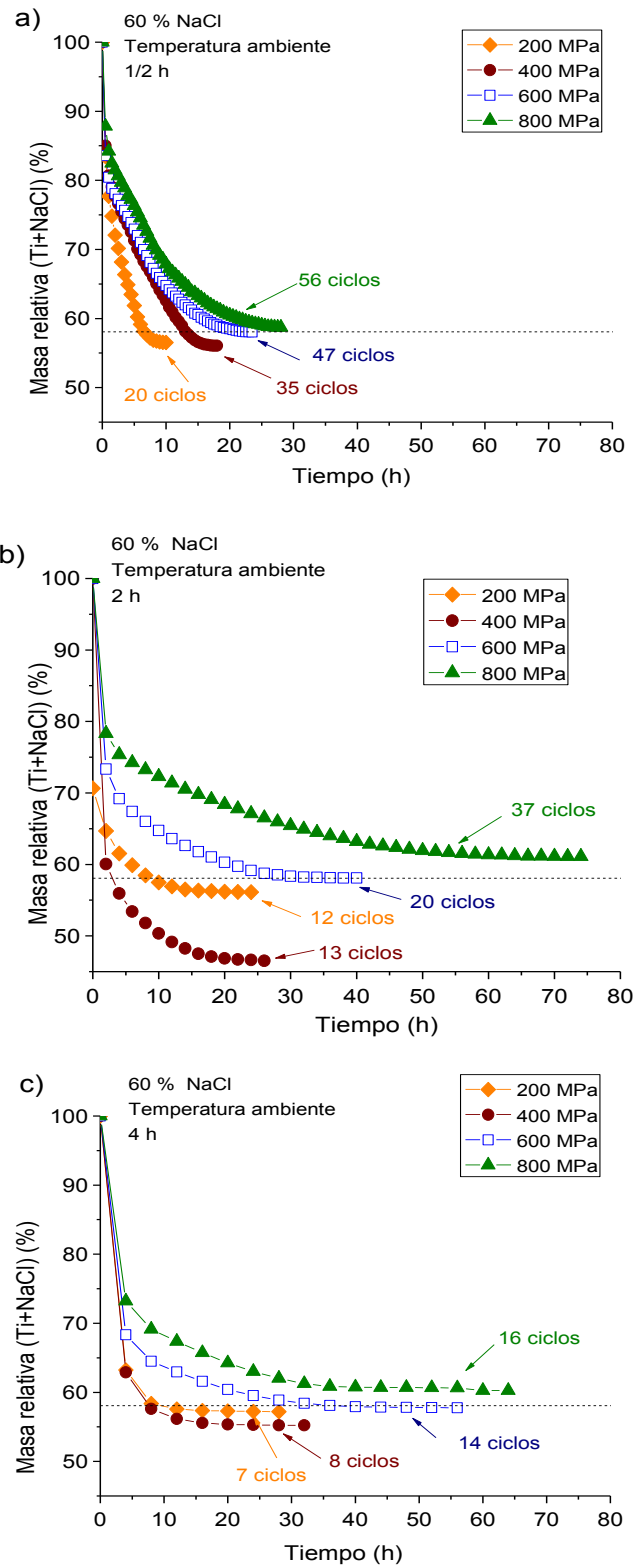 a)
60 % NaCl
Temperatura ambiente
1/2 h
200 MPa
400 MPa
600 MPa
800 MPa
100
90
80
70
60
50
Masa relativa (Ti+NaCl) (%)
56 ciclos
47 ciclos
35 ciclos
20 ciclos
0 10 20 30 40 50 60 70 80
Tiempo (h)
b)
60 % NaCl
Temperatura ambiente
2 h
200 MPa
400 MPa
600 MPa
800 MPa
100
90
80
70
60
50
Masa relativa (Ti+NaCl) (%)
37 ciclos
20 ciclos
12 ciclos
13 ciclos
0 10 20 30 40 50 60 70 80
Tiempo (h)
c)
60 % NaCl
Temperatura ambiente
4 h
200 MPa
400 MPa
600 MPa
800 MPa
100
90
80
70
60
50
Masa relativa (Ti+NaCl) (%)
16 ciclos
14 ciclos
8 ciclos
7 ciclos
0 10 20 30 40 50 60 70 80
Tiempo (h)